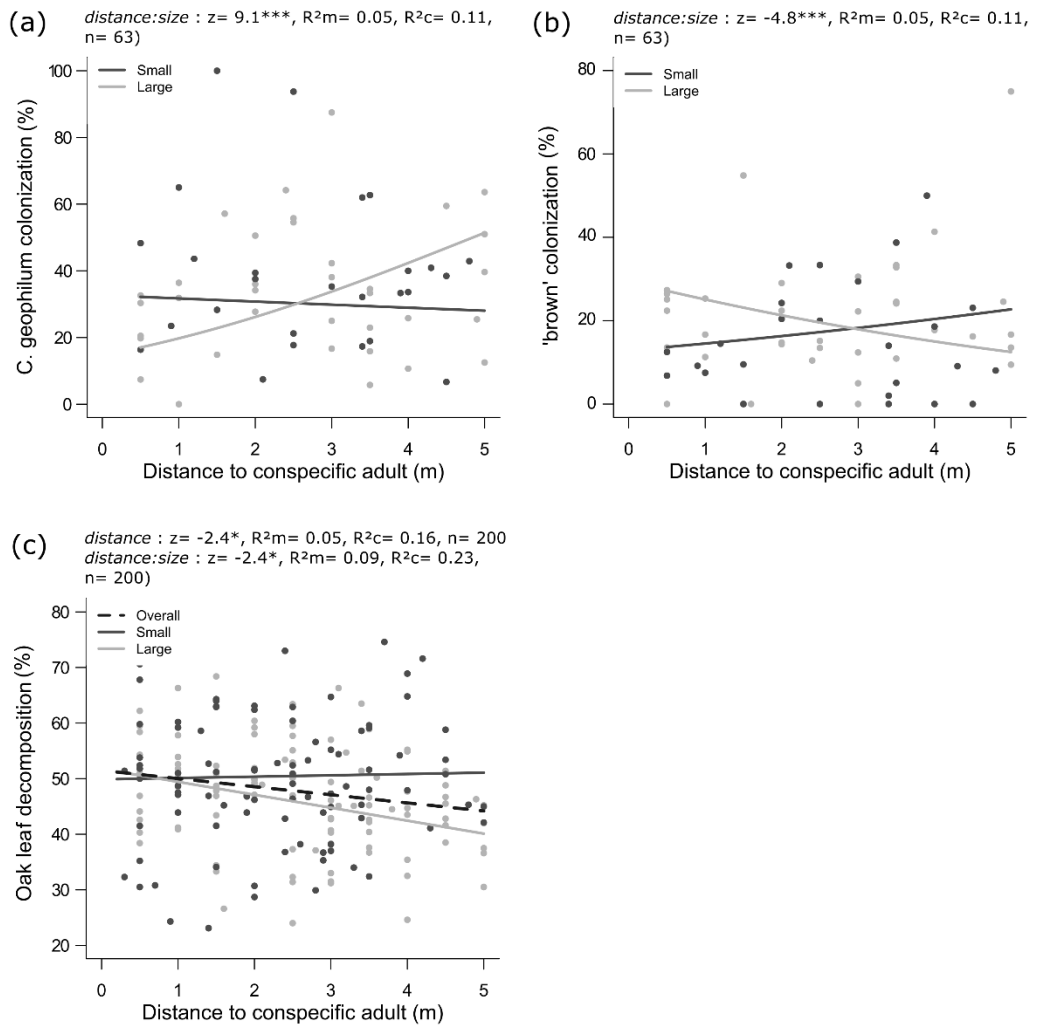 (a)
distance:size : z= 9.1***, R²m= 0.05, R²c= 0.11,
n= 63)
Small
Large
C. geophilum colonization (%)
100
80
60
40
20
0
0 1 2 3 4 5
Distance to conspecific adult (m)
(b)
distance:size : z= -4.8***, R²m= 0.05, R²c= 0.11,
n= 63)
Small
Large
'brown' colonization (%)
80
60
40
20
0
0 1 2 3 4 5
Distance to conspecific adult (m)
(c)
distance : z= -2.4*, R²m= 0.05, R²c= 0.16, n= 200
distance:size : z= -2.4*, R²m= 0.09, R²c= 0.23,
n= 200)
Overall
Small
Large
Oak leaf decomposition (%)
80
70
60
50
40
30
20
0 1 2 3 4 5
Distance to conspecific adult (m)